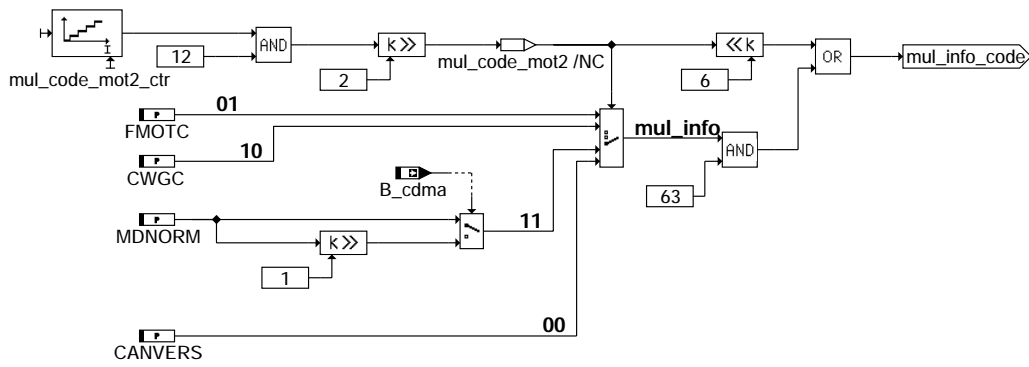 AND
k>>
<<k
OR
mul_info_code
12
2
6
mul_code_mot2 /NC
mul_code_mot2_ctr
01
P
FMOTC
mul_info
AND
10
P
CWGC
63
B_cdma
P
MDNORM
11
k>>
1
00
P
CANVERS